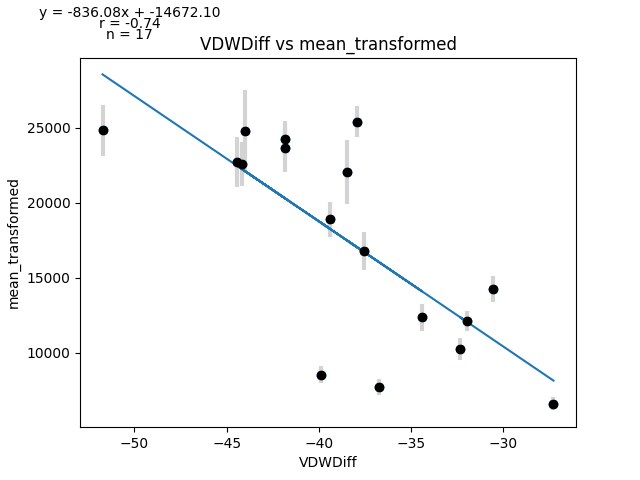 y = -836.08x + -14672.10
r = -0.74
n = 17
VDWDiff vs mean_transformed
mean_transformed
25000
20000
15000
10000
−50
−45
−40
−35
−30
VDWDiff